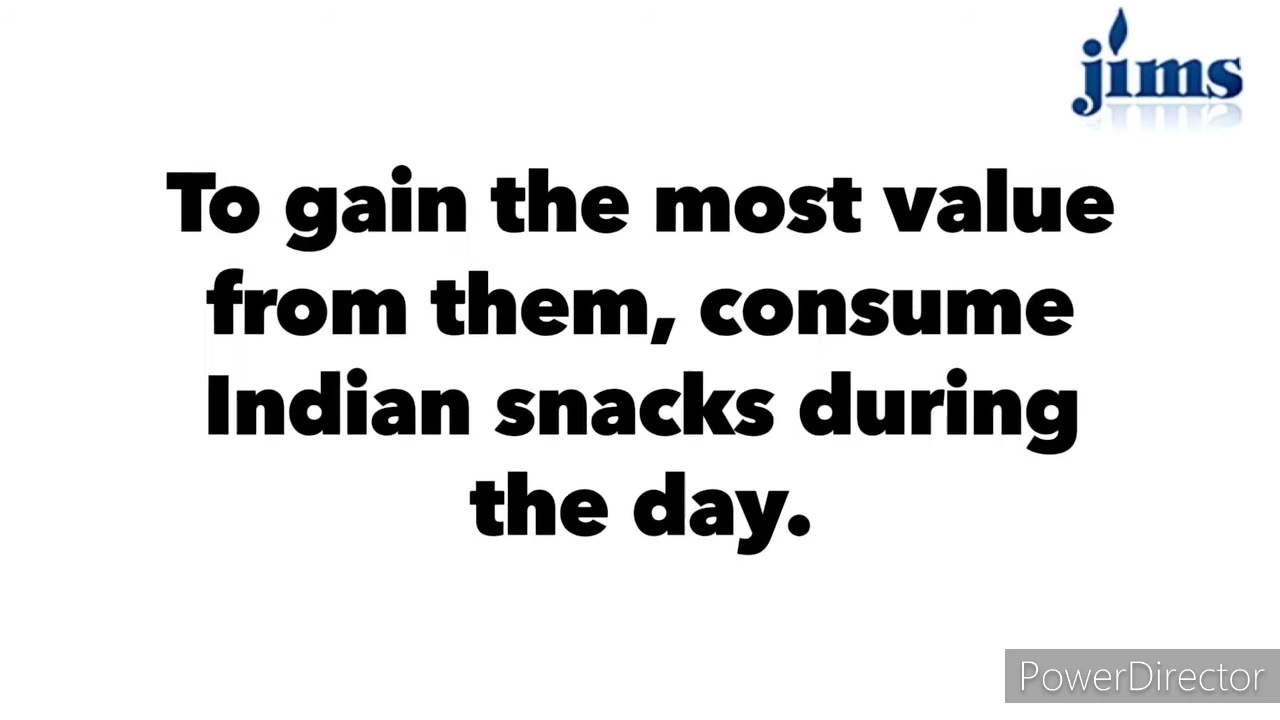 jims
To gain the most value
from them, consume
Indian snacks during
the day.
PowerDirector